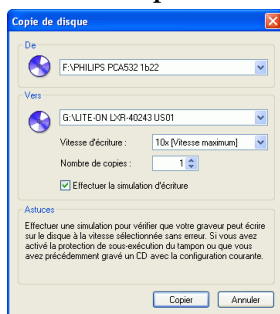 Copie de disque
De
F:\PHILIPS PCA532 1b22
Vers
G:\LITE-ON LXR-40243 US01
Vitesse d'écriture : 10x [Vitesse maximum]
Nombre de copies : 1
Effectuer la simulation d'écriture
Astuces
Effectuer une simulation pour vérifier que votre graveur peut écrire
sur le disque à la vitesse sélectionnée sans erreur. Si vous avez
activé la protection de sous-exécution du tampon ou que vous
avez précédemment gravé un CD avec la configuration courante.
Copier Annuler